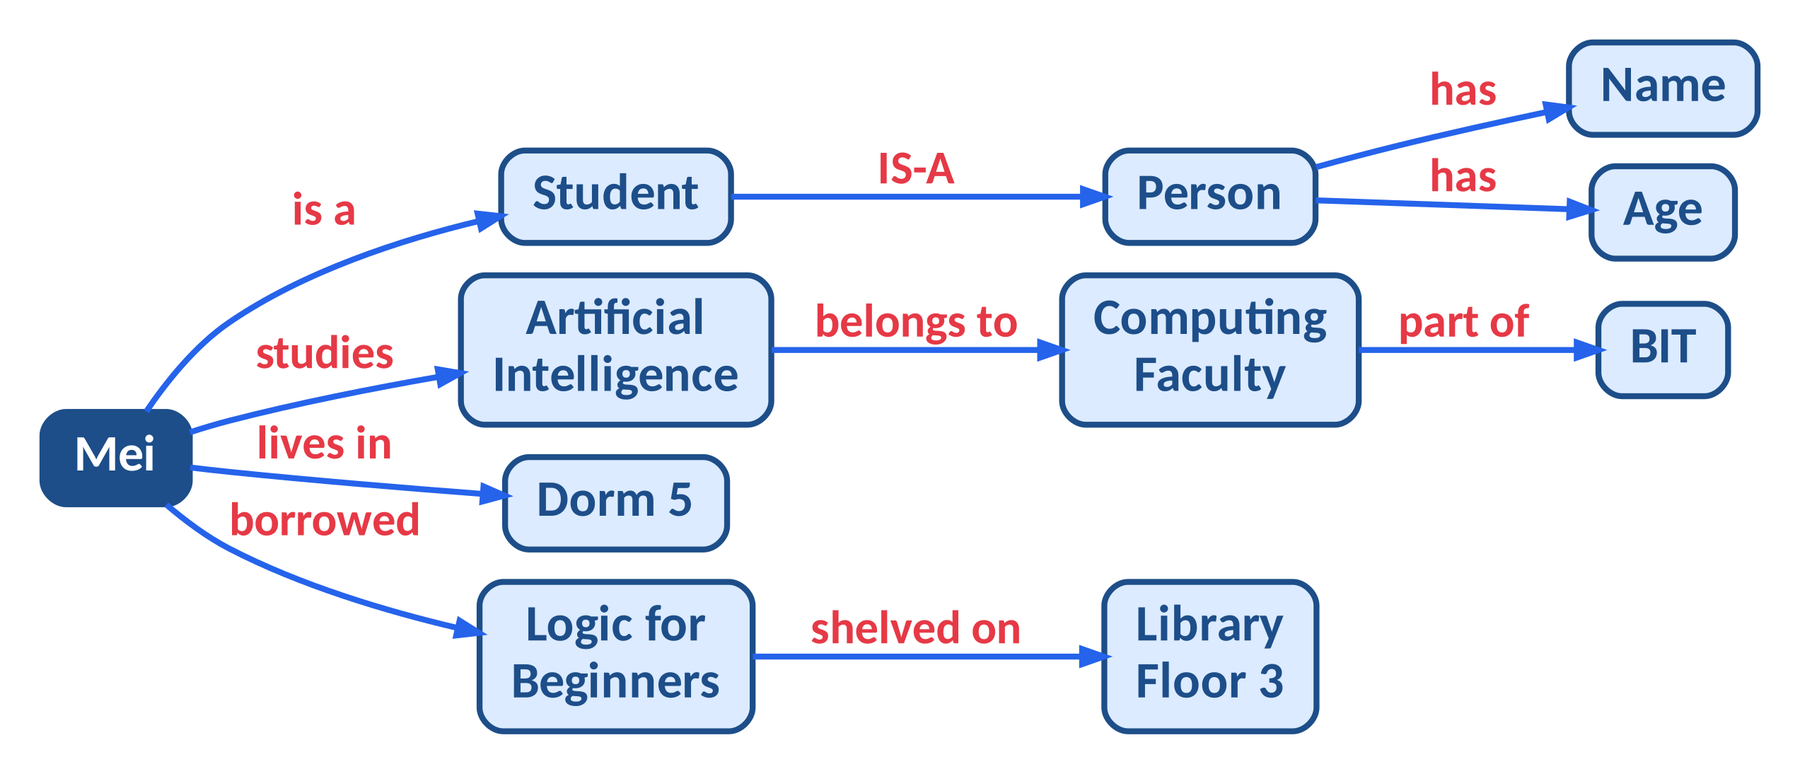 Name
has
IS-A
has
Student
Person
Age
is a
Artificial
Intelligence
belongs to
Computing
Faculty
part of
BIT
studies
Mei
lives in
Dorm 5
borrowed
Logic for
Beginners
shelved on
Library
Floor 3